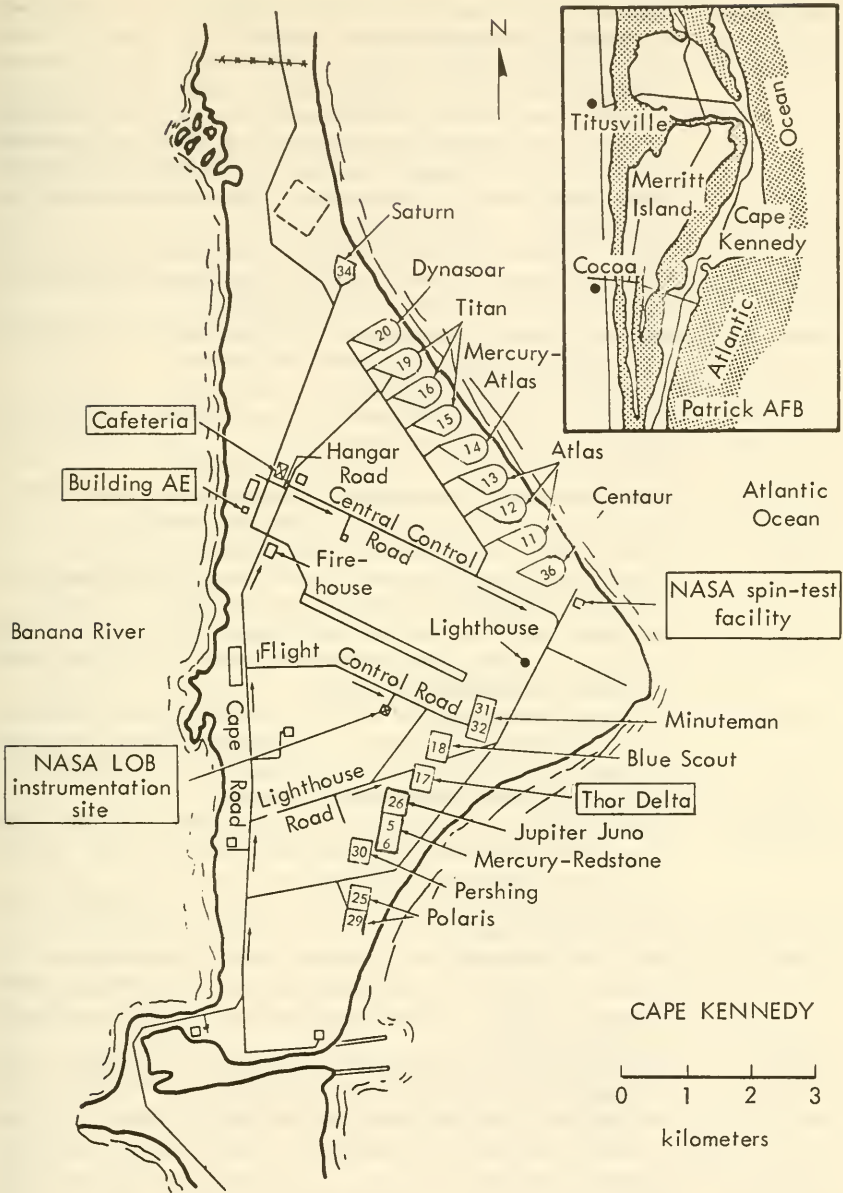 N
Titusville
Ocean
Merritt
Island
Cape
Kennedy
Cocoa
Atlantic
Patrick AFB
Saturn
34
Dynasoar
Titan
20
19
Mercury-
Atlas
16
15
14
Atlas
13
12
11
36
Centaur
Atlantic
Ocean
Cafeteria
Hangar
Road
Building AE
Central Control
Road
Fire-
house
NASA spin-test
facility
Lighthouse
Banana River
Flight
Control Road
Cape
Road
31
32
Minuteman
18
Blue Scout
NASA LOB
instrumentation
site
Lighthouse
Road
17
Thor Delta
26
Jupiter Juno
5
6
Mercury-Redstone
30
Pershing
25
Polaris
29
CAPE KENNEDY
0 1 2 3
kilometers